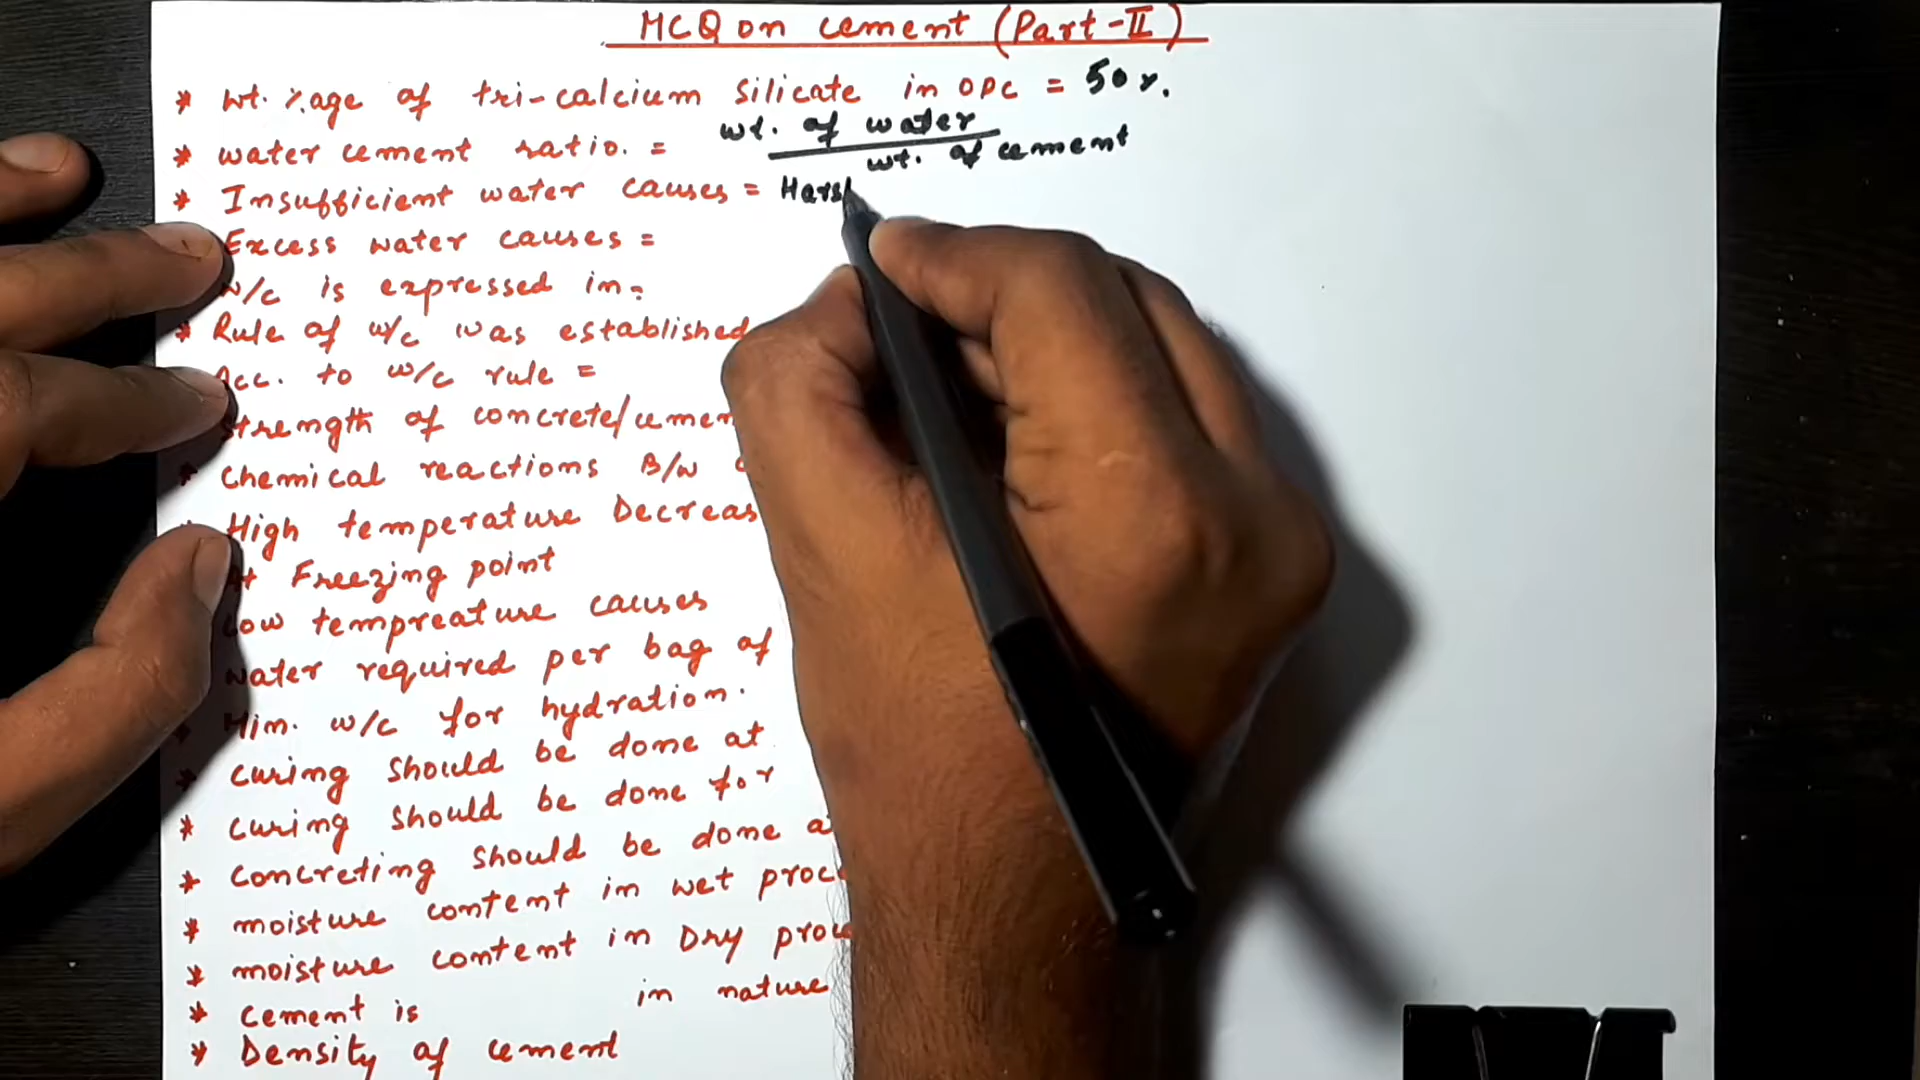 MCQ on cement (Part-II)
* wt. %age of tri-calcium silicate in OPC = 50%.
* water cement ratio. = wt. of water
wt. of cement
* Insufficient water causes = Harsh
Excess water causes =
w/c is expressed in =
* Rule of w/c was established
Acc. to w/c rule =
strength of concrete/cemen
* chemical reactions B/w
* High temperature Decreas
At Freezing point
Low tempreature causes
water required per bag of
* Min. w/c for hydration.
* curing should be done at
* curing should be done for
* concreting should be done a
* moisture content in wet proc
* moisture content in Dry proc
* cement is in nature
* Density of cement